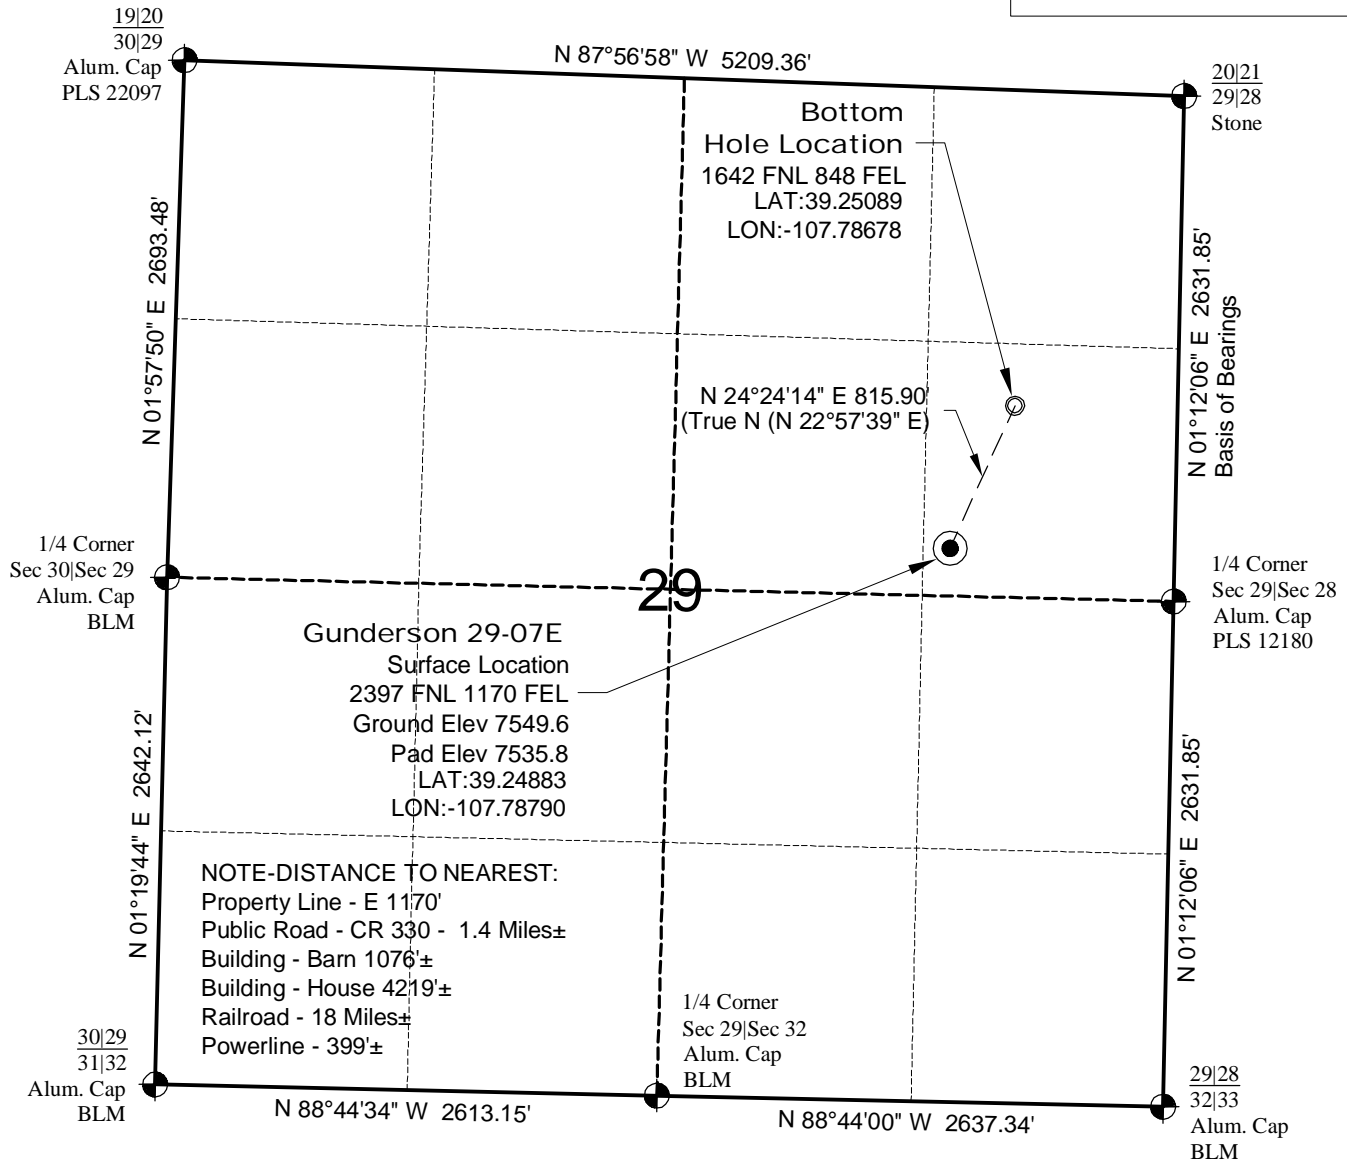 19|20
30|29
Alum. Cap
PLS 22097
N 87°56'58" W 5209.36'
20|21
29|28
Stone
Bottom
Hole Location
1642 FNL 848 FEL
LAT:39.25089
LON:-107.78678
N 01°57'50" E 2693.48'
N 01°12'06" E 2631.85'
Basis of Bearings
N 24°24'14" E 815.90'
(True N (N 22°57'39" E)
1/4 Corner
Sec 30|Sec 29
Alum. Cap
BLM
29
1/4 Corner
Sec 29|Sec 28
Alum. Cap
PLS 12180
Gunderson 29-07E
Surface Location
2397 FNL 1170 FEL
Ground Elev 7549.6
Pad Elev 7535.8
LAT:39.24883
LON:-107.78790
N 01°19'44" E 2642.12'
N 01°12'06" E 2631.85'
NOTE-DISTANCE TO NEAREST:
Property Line - E 1170'
Public Road - CR 330 - 1.4 Miles±
Building - Barn 1076'±
Building - House 4219'±
Railroad - 18 Miles±
Powerline - 399'±
1/4 Corner
Sec 29|Sec 32
Alum. Cap
BLM
30|29
31|32
Alum. Cap
BLM
N 88°44'34" W 2613.15'
N 88°44'00" W 2637.34'
29|28
32|33
Alum. Cap
BLM